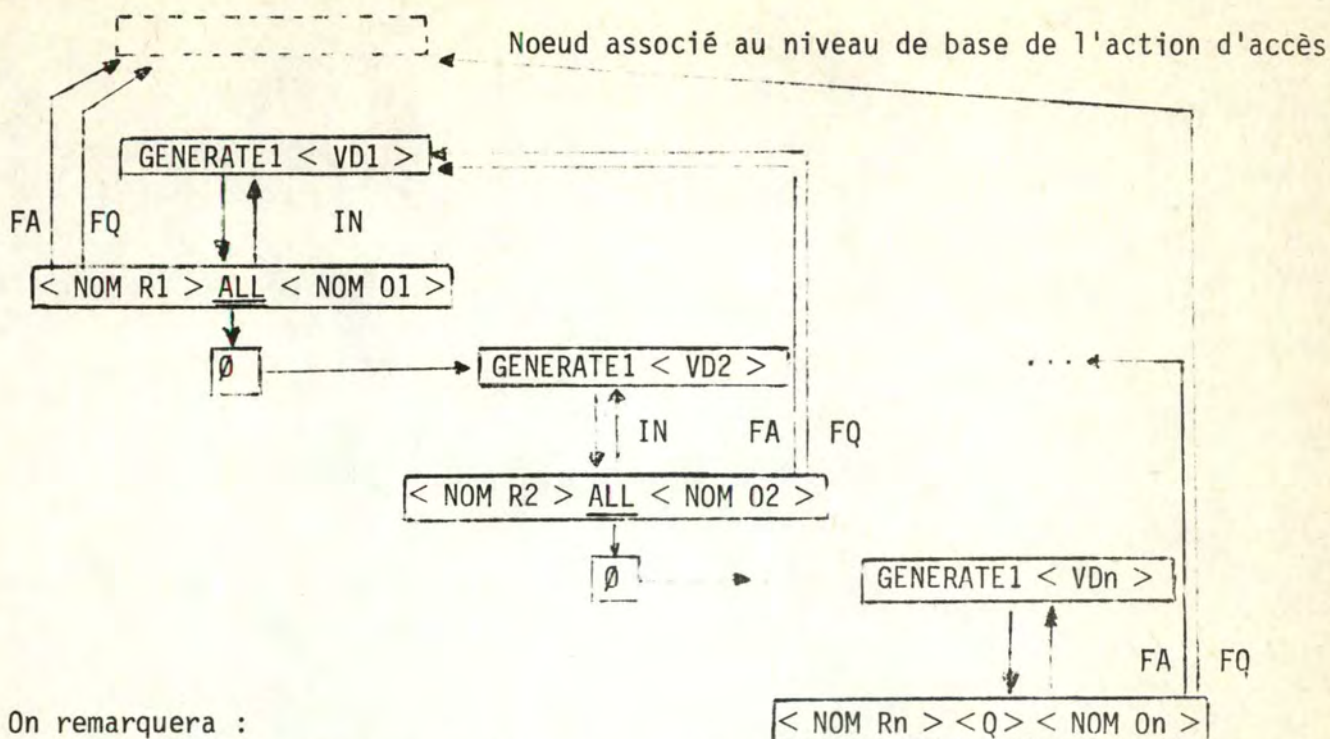 Noeud associé au niveau de base de l'action d'accès
GENERATE1 < VD1 >
FA FQ IN
< NOM R1 > ALL < NOM O1 >
Ø
GENERATE1 < VD2 >
...
IN FA FQ
< NOM R2 > ALL < NOM O2 >
Ø
GENERATE1 < VDn >
FA FQ
On remarquera :
< NOM Rn > <Q> < NOM On >